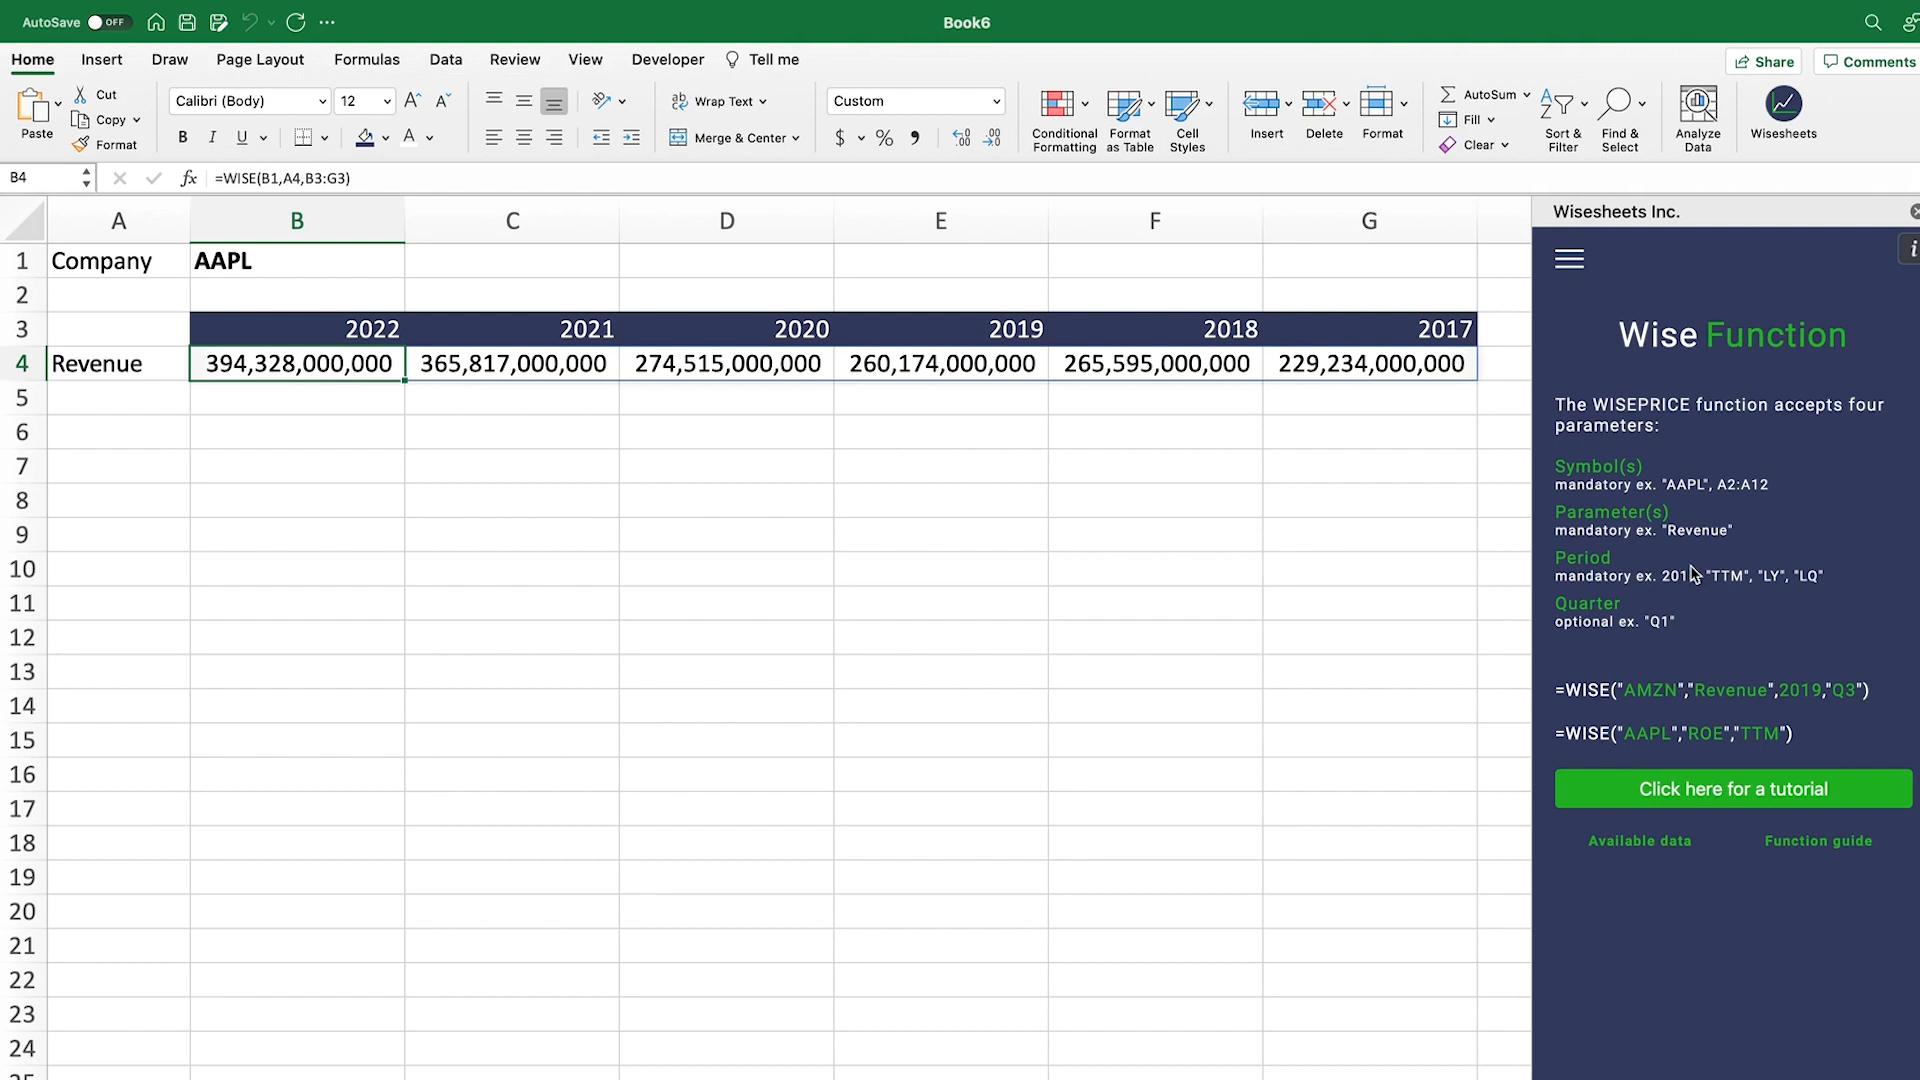 AutoSave OFF
Book6
Home Insert Draw Page Layout Formulas Data Review View Developer Tell me
Share Comments
Paste
Cut
Copy
Format
Calibri (Body) 12
B I U
Wrap Text
Merge & Center
Custom
$ % ,
Conditional Formatting
Format as Table
Cell Styles
Insert
Delete
Format
AutoSum
Fill
Clear
Sort & Filter
Find & Select
Analyze Data
Wisesheets
B4 fx =WISE(B1,A4,B3:G3)
A B C D E F G
1 Company AAPL
2
3 2022 2021 2020 2019 2018 2017
4 Revenue 394,328,000,000 365,817,000,000 274,515,000,000 260,174,000,000 265,595,000,000 229,234,000,000
5
6
7
8
9
10
11
12
13
14
15
16
17
18
19
20
21
22
23
24
25
Wisesheets Inc.
i
Wise Function
The WISEPRICE function accepts four
parameters:
Symbol(s)
mandatory ex. "AAPL", A2:A12
Parameter(s)
mandatory ex. "Revenue"
Period
mandatory ex. "TTM", "LY", "LQ"
Quarter
optional ex. "Q1"
=WISE("AMZN","Revenue",2019,"Q3")
=WISE("AAPL","ROE","TTM")
Click here for a tutorial
Available data Function guide